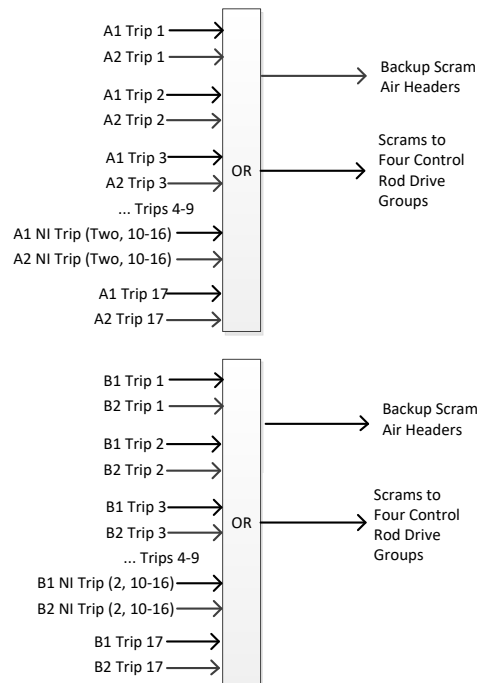 A1 Trip 1
A2 Trip 1
A1 Trip 2
A2 Trip 2
A1 Trip 3
A2 Trip 3
... Trips 4-9
A1 NI Trip (Two, 10-16)
A2 NI Trip (Two, 10-16)
A1 Trip 17
A2 Trip 17
OR
Backup Scram
Air Headers
Scrams to
Four Control
Rod Drive
Groups
B1 Trip 1
B2 Trip 1
B1 Trip 2
B2 Trip 2
B1 Trip 3
B2 Trip 3
... Trips 4-9
B1 NI Trip (2, 10-16)
B2 NI Trip (2, 10-16)
B1 Trip 17
B2 Trip 17
OR
Backup Scram
Air Headers
Scrams to
Four Control
Rod Drive
Groups